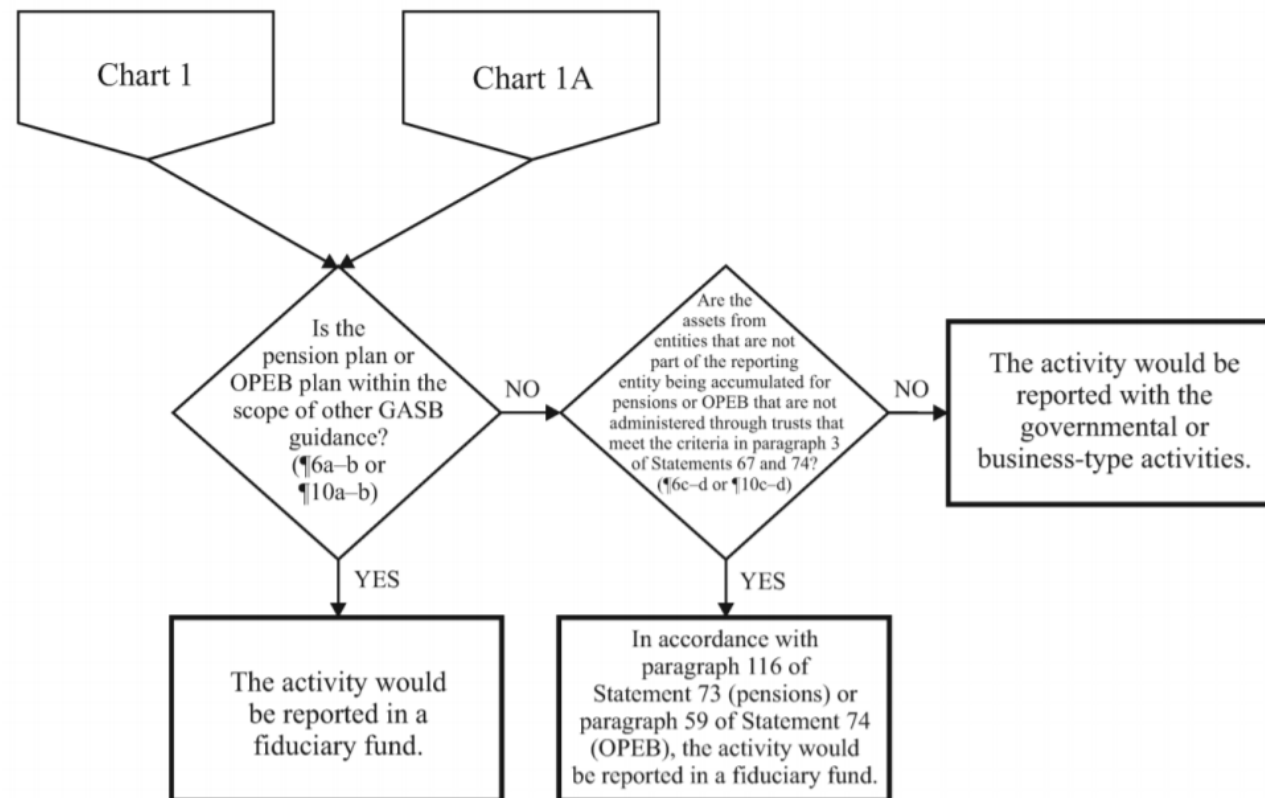 Chart 1
Chart 1A
Is the
pension plan or
OPEB plan within the
scope of other GASB
guidance?
(¶6a–b or
¶10a–b)
NO
Are the
assets from
entities that are not
part of the reporting
entity being accumulated for
pensions or OPEB that are not
administered through trusts that
meet the criteria in paragraph 3
of Statements 67 and 74?
(¶6c–d or ¶10c–d)
NO
The activity would be
reported with the
governmental or
business-type activities.
YES
YES
The activity would
be reported in a
fiduciary fund.
In accordance with
paragraph 116 of
Statement 73 (pensions) or
paragraph 59 of Statement 74
(OPEB), the activity would
be reported in a fiduciary fund.